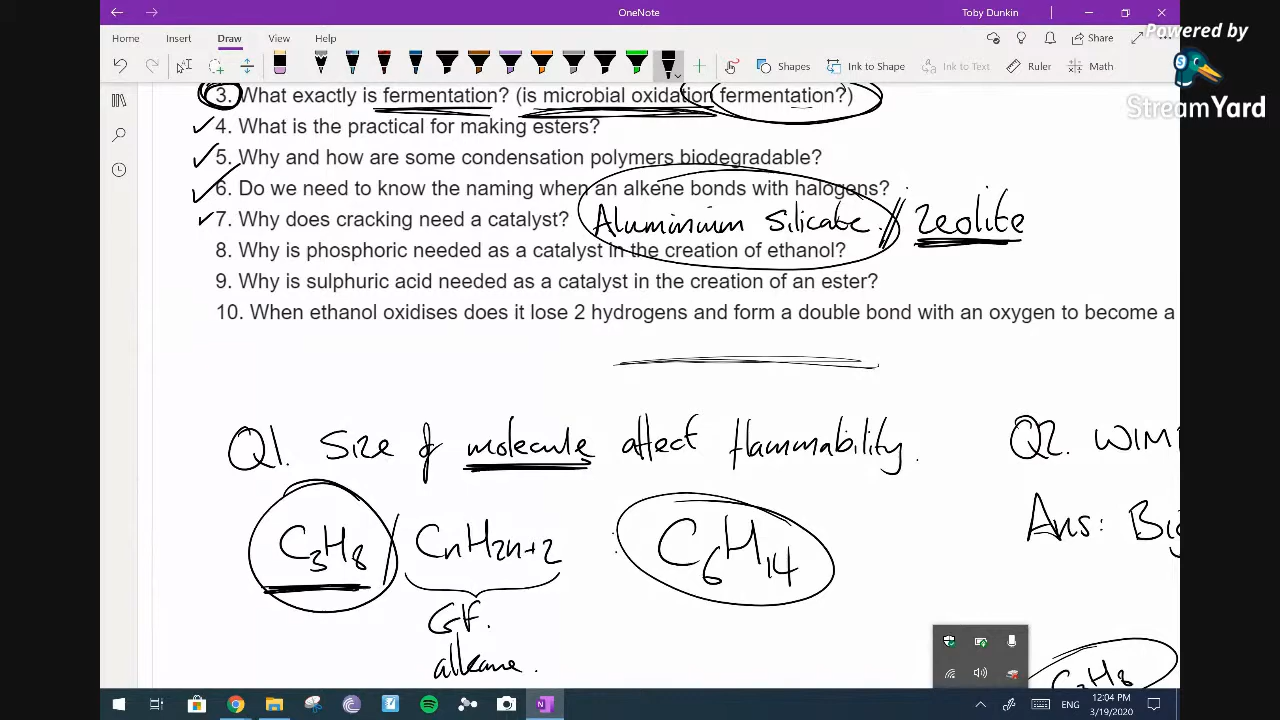 OneNote
Toby Dunkin
Powered by
StreamYard
Home Insert Draw View Help
Share
Shapes Ink to Shape Ink to Text Ruler Math
3. What exactly is fermentation? (is microbial oxidation fermentation?)
4. What is the practical for making esters?
5. Why and how are some condensation polymers biodegradable?
6. Do we need to know the naming when an alkene bonds with halogens?
7. Why does cracking need a catalyst? Aluminium Silicate // Zeolite
8. Why is phosphoric needed as a catalyst in the creation of ethanol?
9. Why is sulphuric acid needed as a catalyst in the creation of an ester?
10. When ethanol oxidises does it lose 2 hydrogens and form a double bond with an oxygen to become a
Q1. Size of molecule affect flammability.
Q2.
C3H8 / CnH2n+2 C6H14
Ans:
alkane.
C3H8
ENG
12:04 PM
3/19/2020